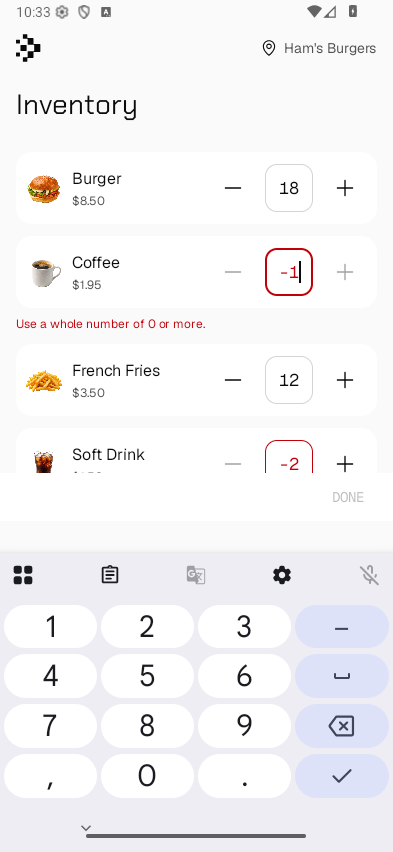 10:33
Ham's Burgers
Inventory
Burger
$8.50
18
Coffee
$1.95
-1
Use a whole number of 0 or more.
French Fries
$3.50
12
Soft Drink
-2
DONE
1 2 3 –
4 5 6
7 8 9
, 0 .